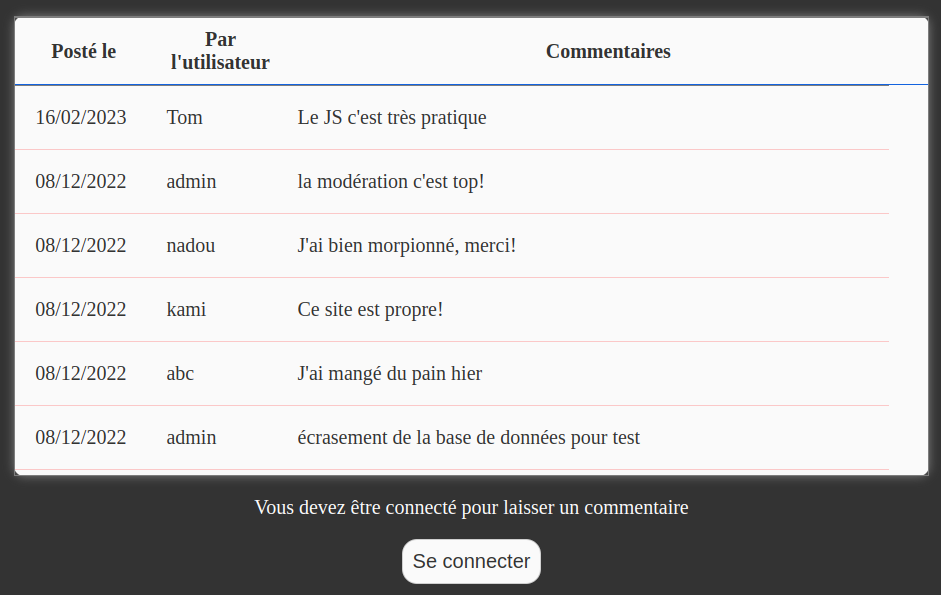 Posté le Par l'utilisateur Commentaires
16/02/2023 Tom Le JS c'est très pratique
08/12/2022 admin la modération c'est top!
08/12/2022 nadou J'ai bien morpionné, merci!
08/12/2022 kami Ce site est propre!
08/12/2022 abc J'ai mangé du pain hier
08/12/2022 admin écrasement de la base de données pour test
Vous devez être connecté pour laisser un commentaire
Se connecter